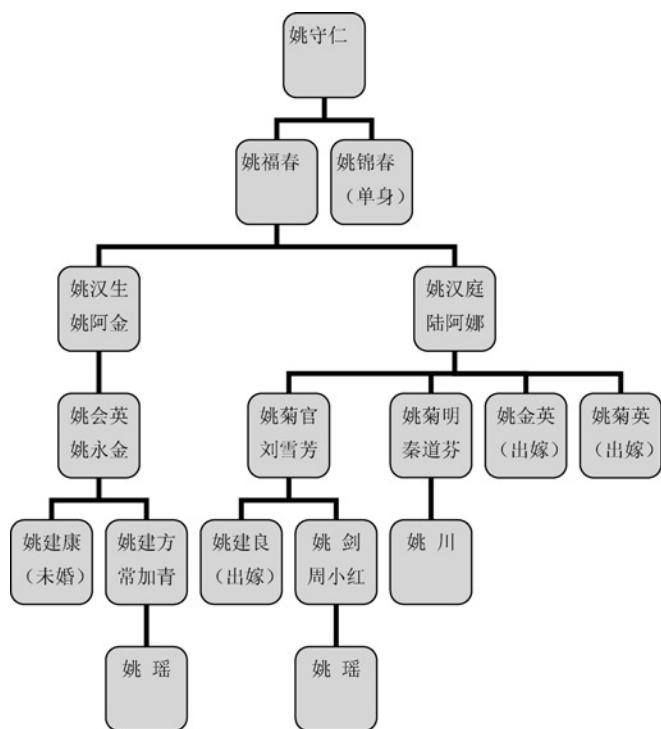 姚守仁
姚福春
姚锦春
（单身）
姚汉生
姚阿金
姚汉庭
陆阿娜
姚会英
姚永金
姚菊官
刘雪芳
姚菊明
秦道芬
姚金英
（出嫁）
姚菊英
（出嫁）
姚建康
（未婚）
姚建方
常加青
姚建良
（出嫁）
姚 剑
周小红
姚 川
姚 瑶
姚 瑶